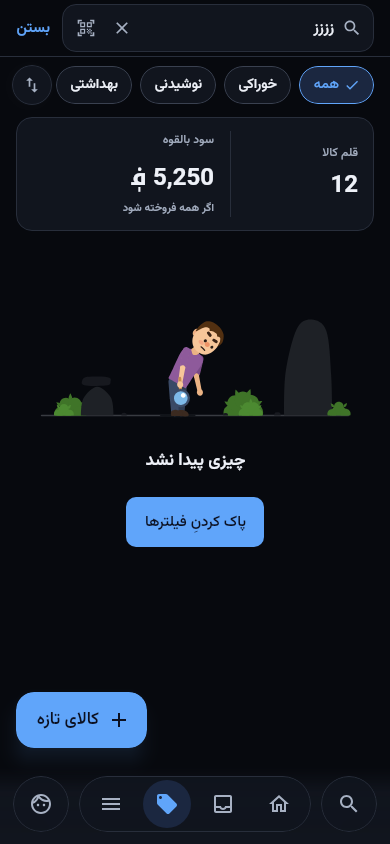 زززز
بستن
همه
خوراکی
نوشیدنی
بهداشتی
قلم کالا
12
سود بالقوه
5,250 ؋
اگر همه فروخته شود
چیزی پیدا نشد
پاک کردنِ فیلترها
کالای تازه